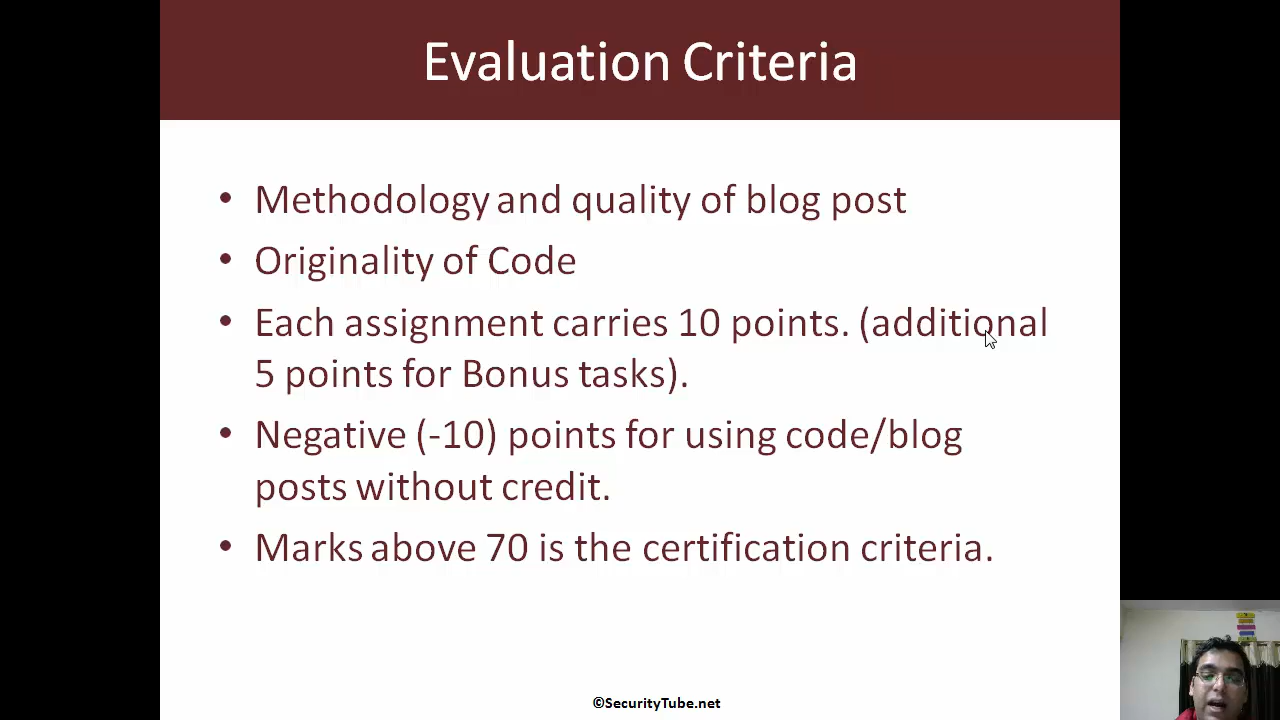 Evaluation Criteria
• Methodology and quality of blog post
• Originality of Code
• Each assignment carries 10 points. (additional
5 points for Bonus tasks).
• Negative (-10) points for using code/blog
posts without credit.
• Marks above 70 is the certification criteria.
©SecurityTube.net